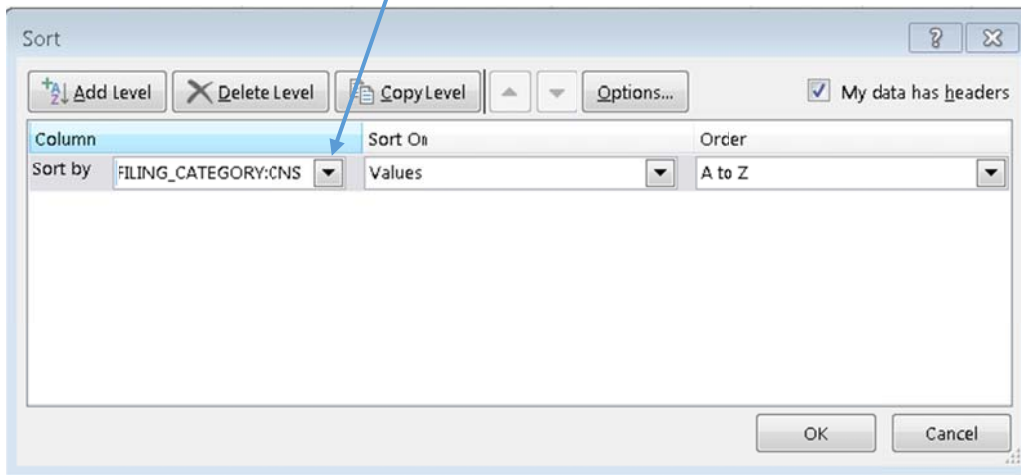 Sort
Add Level Delete Level Copy Level Options... My data has headers
Column Sort On Order
Sort by FILING_CATEGORY:CNS Values A to Z
OK Cancel